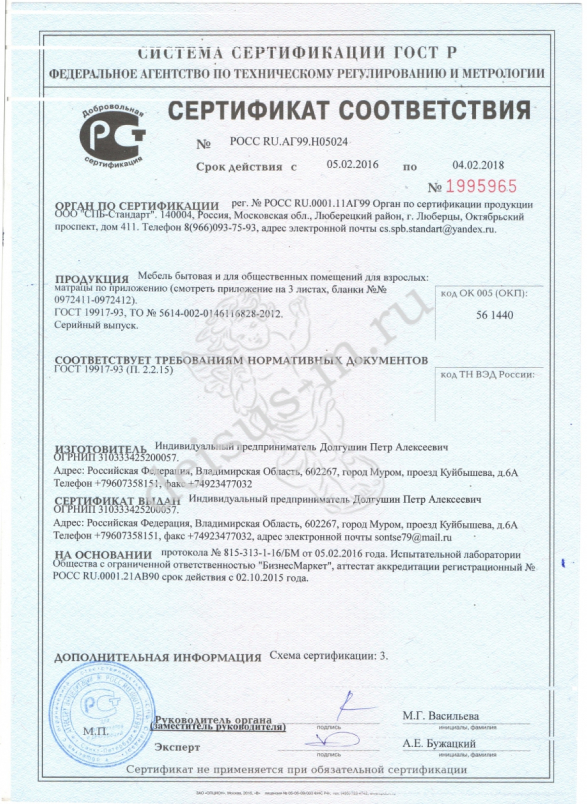 СИСТЕМА СЕРТИФИКАЦИИ ГОСТ Р
ФЕДЕРАЛЬНОЕ АГЕНТСТВО ПО ТЕХНИЧЕСКОМУ РЕГУЛИРОВАНИЮ И МЕТРОЛОГИИ
Добровольная
РСТ
сертификация
СЕРТИФИКАТ СООТВЕТСТВИЯ
№ РОСС RU.АГ99.Н05024
Срок действия с 05.02.2016 по 04.02.2018
№ 1995965
ОРГАН ПО СЕРТИФИКАЦИИ рег. № РОСС RU.0001.11АГ99 Орган по сертификации продукции
ООО "СПБ-Стандарт". 140004, Россия, Московская обл., Люберецкий район, г. Люберцы, Октябрьский
проспект, дом 411. Телефон 8(966)093-75-93, адрес электронной почты cs.spb.standart@yandex.ru.
ПРОДУКЦИЯ Мебель бытовая и для общественных помещений для взрослых:
матрацы по приложению (смотреть приложение на 3 листах, бланки №№
0972411-0972412).
ГОСТ 19917-93, ТО № 5614-002-0146116828-2012.
Серийный выпуск.
код ОК 005 (ОКП):
56 1440
СООТВЕТСТВУЕТ ТРЕБОВАНИЯМ НОРМАТИВНЫХ ДОКУМЕНТОВ
ГОСТ 19917-93 (П. 2.2.15)
код ТН ВЭД России:
ИЗГОТОВИТЕЛЬ Индивидуальный предприниматель Долгушин Петр Алексеевич
ОГРНИП 310333425200057.
Адрес: Российская Федерация, Владимирская Область, 602267, город Муром, проезд Куйбышева, д.6А
Телефон +79607358151, факс +74923477032
СЕРТИФИКАТ ВЫДАН Индивидуальный предприниматель Долгушин Петр Алексеевич
ОГРНИП 310333425200057.
Адрес: Российская Федерация, Владимирская Область, 602267, город Муром, проезд Куйбышева, д.6А
Телефон +79607358151, факс +74923477032, адрес электронной почты sontse79@mail.ru
НА ОСНОВАНИИ протокола № 815-313-1-16/БМ от 05.02.2016 года. Испытательной лаборатории
Общества с ограниченной ответственностью "БизнесМаркет", аттестат аккредитации регистрационный №
РОСС RU.0001.21АВ90 срок действия с 02.10.2015 года.
ДОПОЛНИТЕЛЬНАЯ ИНФОРМАЦИЯ Схема сертификации: 3.
М.П.
Руководитель органа
(заместитель руководителя)
подпись
М.Г. Васильева
инициалы, фамилия
Эксперт
подпись
А.Е. Бужацкий
инициалы, фамилия
Сертификат не применяется при обязательной сертификации